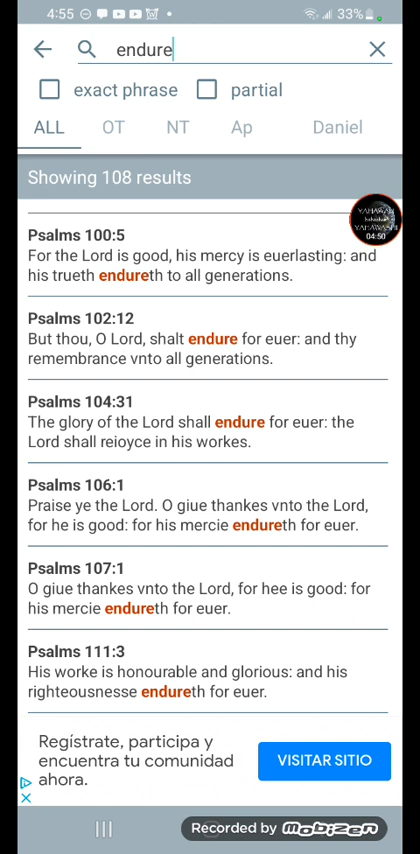 4:55
33%
endure
exact phrase
partial
ALL OT NT Ap Daniel
Showing 108 results
YAHAWAH
YAHAWASHI
04:50
Psalms 100:5
For the Lord is good, his mercy is euerlasting: and
his trueth endureth to all generations.
Psalms 102:12
But thou, O Lord, shalt endure for euer: and thy
remembrance vnto all generations.
Psalms 104:31
The glory of the Lord shall endure for euer: the
Lord shall reioyce in his workes.
Psalms 106:1
Praise ye the Lord. O giue thankes vnto the Lord,
for he is good: for his mercie endureth for euer.
Psalms 107:1
O giue thankes vnto the Lord, for hee is good: for
his mercie endureth for euer.
Psalms 111:3
His worke is honourable and glorious: and his
righteousnesse endureth for euer.
Regístrate, participa y
encuentra tu comunidad
ahora.
VISITAR SITIO
Recorded by mobizen